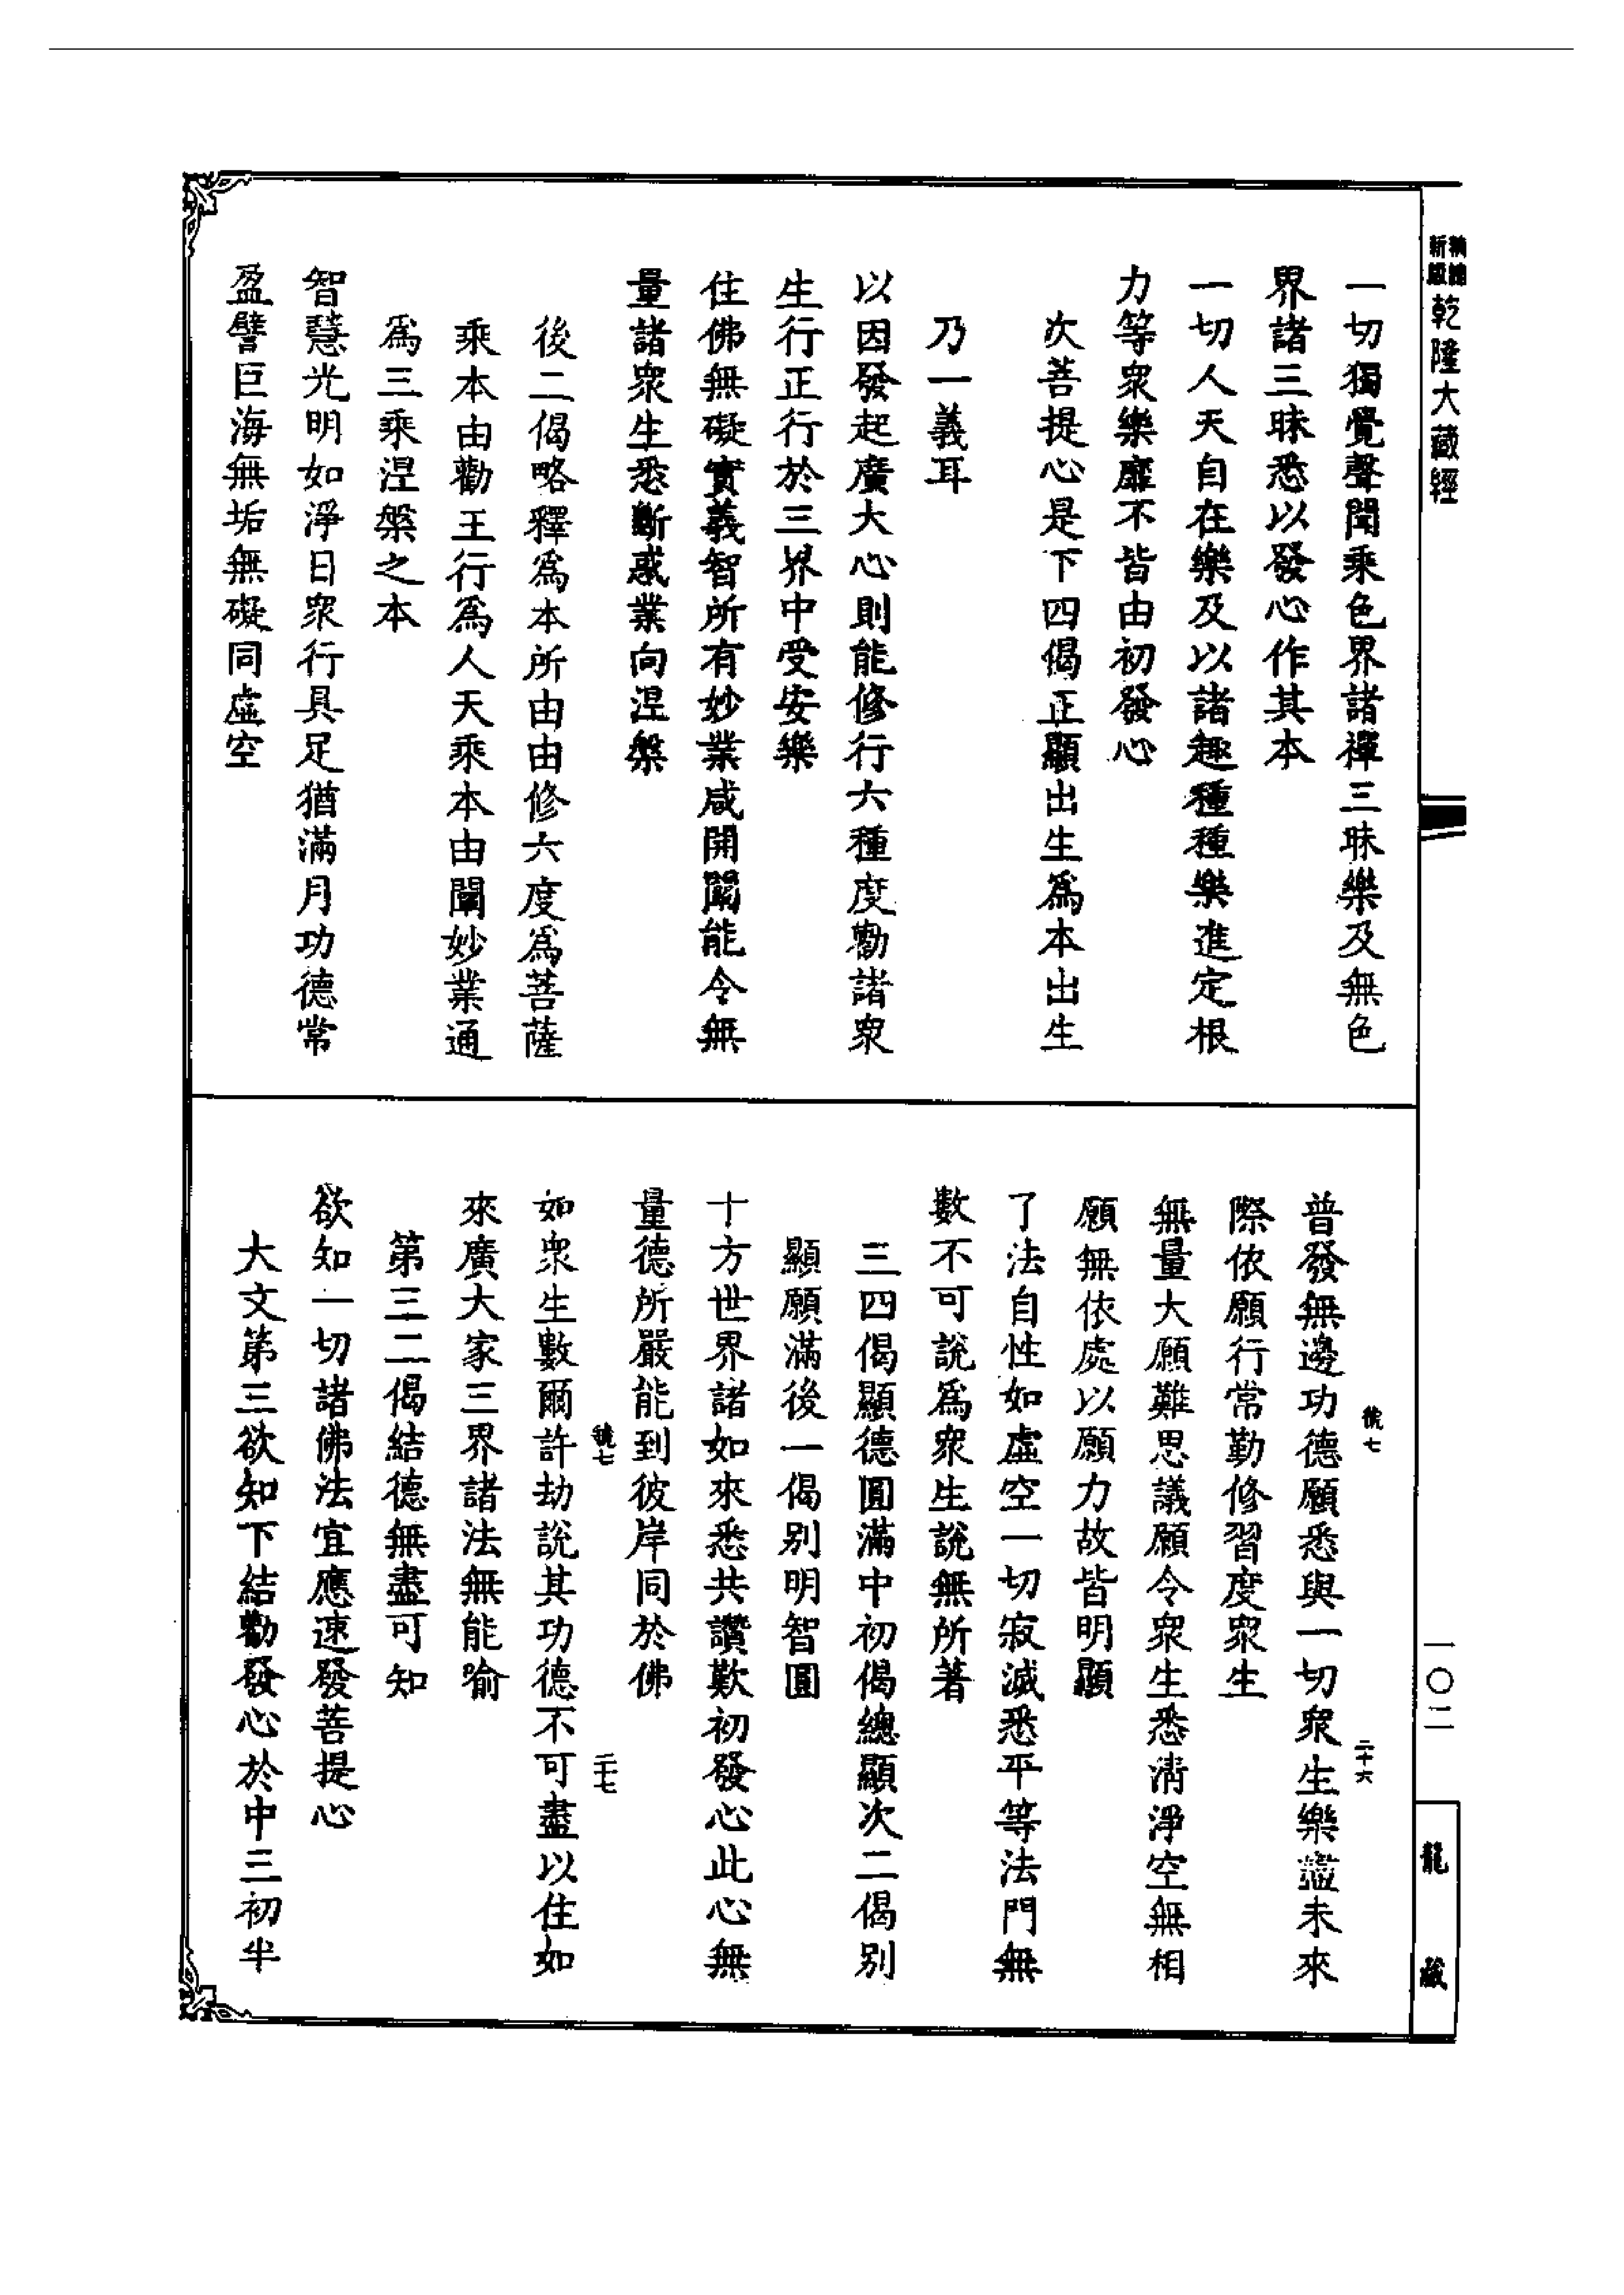 新編
縮版
乾隆大藏經
一切獨覺聲聞乘色界諸禪三昧樂及無色
界諸三昧悉以發心作其本
一切人天自在樂及以諸趣種種樂進定根
力等衆樂靡不皆由初發心
次菩提心是下四偈正顯出生爲本出生
乃一義耳
以因發起廣大心則能修行六種度勸諸衆
生行正行於三界中受安樂
住佛無礙實義智所有妙業咸開闡能令無
量諸衆生悉斷惑業向涅槃
後二偈略釋爲本所由由修六度爲菩薩
乘本由勸王行爲人天乘本由闡妙業通
爲三乘涅槃之本
智慧光明如淨日衆行具足猶滿月功德常
盈譬巨海無垢無礙同虛空
號七
二十六
普發無邊功德願悉與一切衆生樂盡未來
際依願行常勤修習度衆生
無量大願難思議願令衆生悉淸淨空無相
願無依處以願力故皆明顯
了法自性如虛空一切寂滅悉平等法門無
數不可説爲衆生説無所著
三四偈顯德圓滿中初偈總顯次二偈别
顯願滿後一偈别明智圓
十方世界諸如來悉共讚歎初發心此心無
量德所嚴能到彼岸同於佛
號七
二七
如衆生數爾許劫説其功德不可盡以住如
來廣大家三界諸法無能喻
第三二偈結德無盡可知
欲知一切諸佛法宜應速發菩提心
大文第三欲知下結勸發心於中三初半
一〇二
龍藏